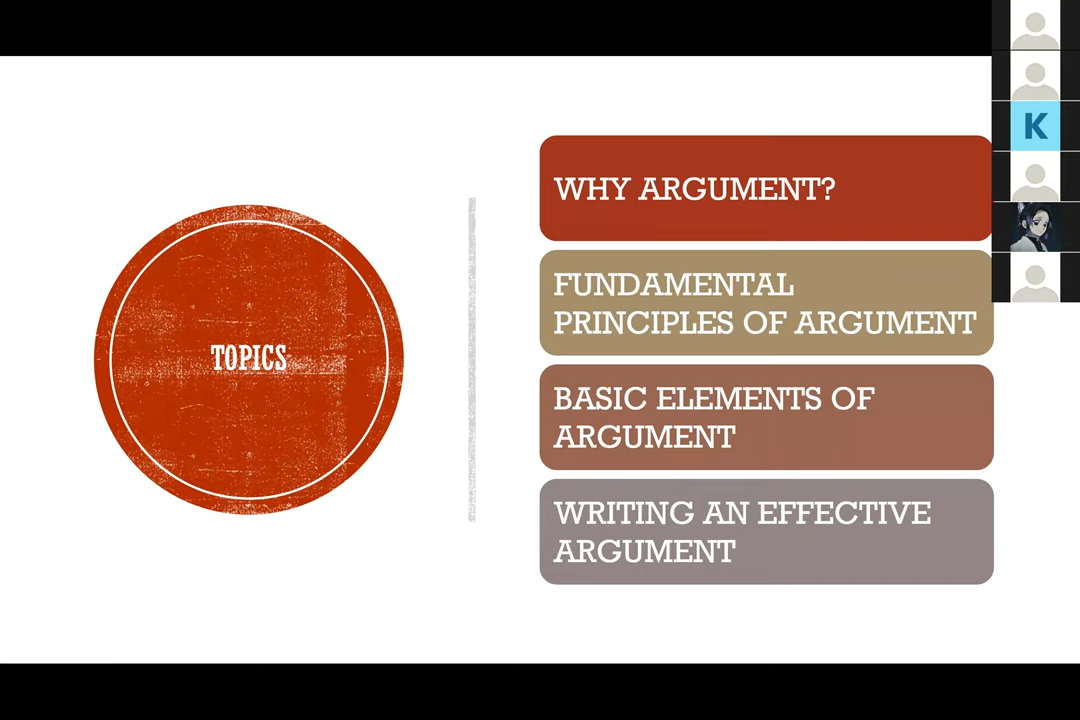 TOPICS
WHY ARGUMENT?
FUNDAMENTAL
PRINCIPLES OF ARGUMENT
BASIC ELEMENTS OF
ARGUMENT
WRITING AN EFFECTIVE
ARGUMENT
K